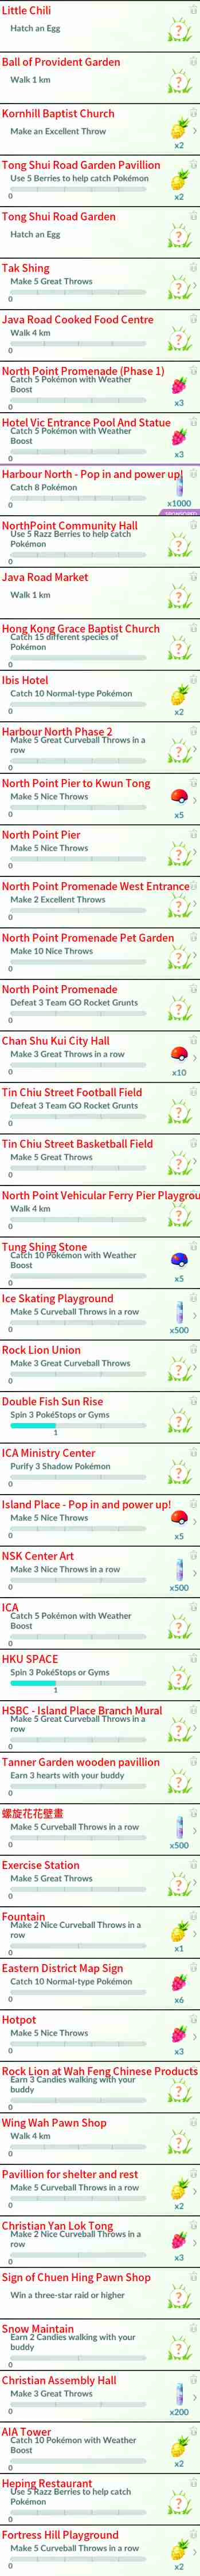 Little Chili
Hatch an Egg
Ball of Provident Garden
Walk 1 km
Kornhill Baptist Church
Make an Excellent Throw
x2
Tong Shui Road Garden Pavillion
Use 5 Berries to help catch Pokémon
0
x2
Tong Shui Road Garden
Hatch an Egg
Tak Shing
Make 5 Great Throws
0
Java Road Cooked Food Centre
Walk 4 km
0
North Point Promenade (Phase 1)
Catch 5 Pokémon with Weather
Boost
0
x3
Hotel Vic Entrance Pool And Statue
Catch 5 Pokémon with Weather
Boost
0
x3
Harbour North - Pop in and power up!
Catch 8 Pokémon
0
x1000
NorthPoint Community Hall
Use 5 Razz Berries to help catch
Pokémon
0
Java Road Market
Walk 1 km
Hong Kong Grace Baptist Church
Catch 15 different species of
Pokémon
0
Ibis Hotel
Catch 10 Normal-type Pokémon
0
x2
Harbour North Phase 2
Make 5 Great Curveball Throws in a
row
0
North Point Pier to Kwun Tong
Make 5 Nice Throws
0
x5
North Point Pier
Make 5 Nice Throws
0
North Point Promenade West Entrance
Make 2 Excellent Throws
0
North Point Promenade Pet Garden
Make 10 Nice Throws
0
North Point Promenade
Defeat 3 Team GO Rocket Grunts
0
Chan Shu Kui City Hall
Make 3 Great Throws in a row
0
x10
Tin Chiu Street Football Field
Defeat 3 Team GO Rocket Grunts
0
Tin Chiu Street Basketball Field
Make 5 Great Throws
0
North Point Vehicular Ferry Pier Playgrou
Walk 4 km
0
Tung Shing Stone
Catch 10 Pokémon with Weather
Boost
0
x5
Ice Skating Playground
Make 5 Curveball Throws in a row
0
x500
Rock Lion Union
Make 3 Great Curveball Throws
0
Double Fish Sun Rise
Spin 3 PokéStops or Gyms
1
ICA Ministry Center
Purify 3 Shadow Pokémon
0
Island Place - Pop in and power up!
Make 5 Nice Throws
0
x5
NSK Center Art
Make 3 Nice Throws in a row
0
x500
ICA
Catch 5 Pokémon with Weather
Boost
0
HKU SPACE
Spin 3 PokéStops or Gyms
1
HSBC - Island Place Branch Mural
Make 5 Great Curveball Throws in a
row
0
Tanner Garden wooden pavillion
Earn 3 hearts with your buddy
0
螺旋花花壁畫
Make 5 Curveball Throws in a row
0
x500
Exercise Station
Make 5 Great Throws
0
Fountain
Make 2 Nice Curveball Throws in a
row
0
x1
Eastern District Map Sign
Catch 10 Normal-type Pokémon
0
x6
Hotpot
Make 5 Nice Throws
0
x3
Rock Lion at Wah Feng Chinese Products
Earn 3 Candies walking with your
buddy
0
Wing Wah Pawn Shop
Walk 4 km
0
Pavillion for shelter and rest
Make 5 Curveball Throws in a row
0
x2
Christian Yan Lok Tong
Make 2 Nice Curveball Throws in a
row
0
x3
Sign of Chuen Hing Pawn Shop
Win a three-star raid or higher
Snow Maintain
Earn 2 Candies walking with your
buddy
0
Christian Assembly Hall
Make 3 Great Throws
0
x200
AIA Tower
Catch 10 Pokémon with Weather
Boost
0
x2
Heping Restaurant
Use 5 Razz Berries to help catch
Pokémon
0
Fortress Hill Playground
Make 5 Curveball Throws in a row
0
x2